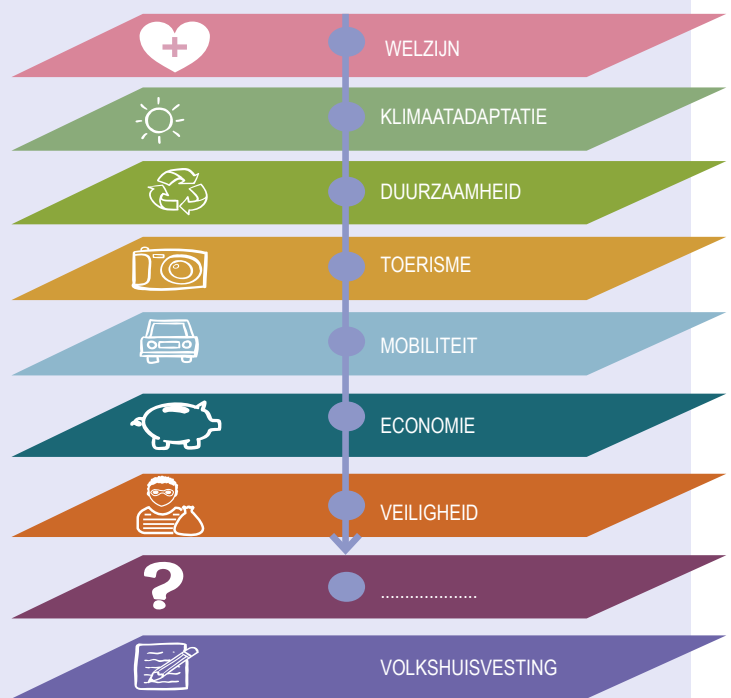 WELZIJN
KLIMAATADAPTATIE
DUURZAAMHEID
TOERISME
MOBILITEIT
ECONOMIE
VEILIGHEID
? ....................
VOLKSHUISVESTING